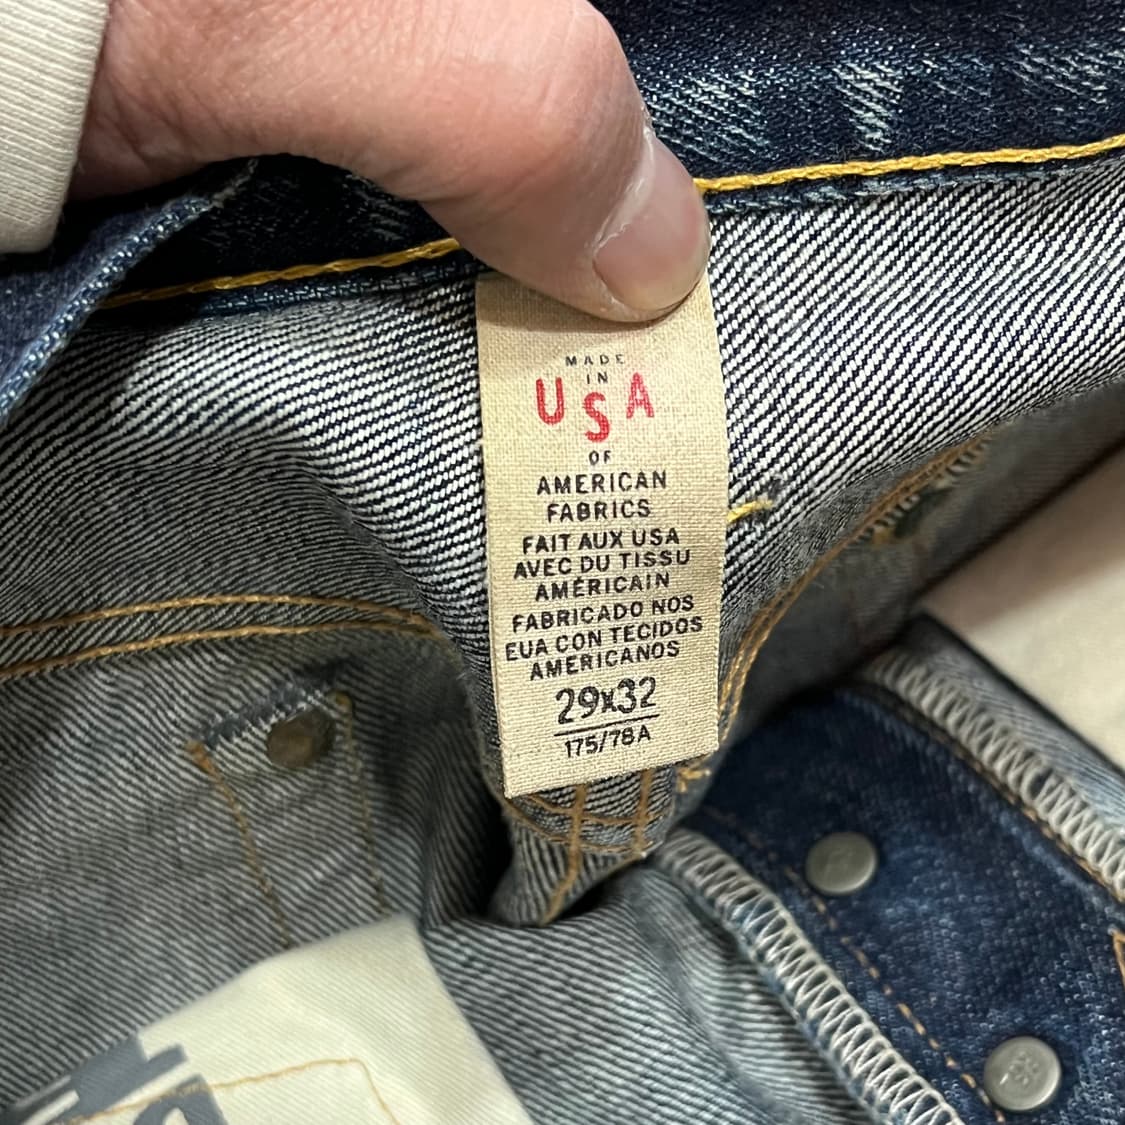 MADE
IN
USA
OF
AMERICAN
FABRICS
FAIT AUX USA
AVEC DU TISSU
AMÉRICAIN
FABRICADO NOS
EUA CON TECIDOS
AMERICANOS
29x32
175/78A